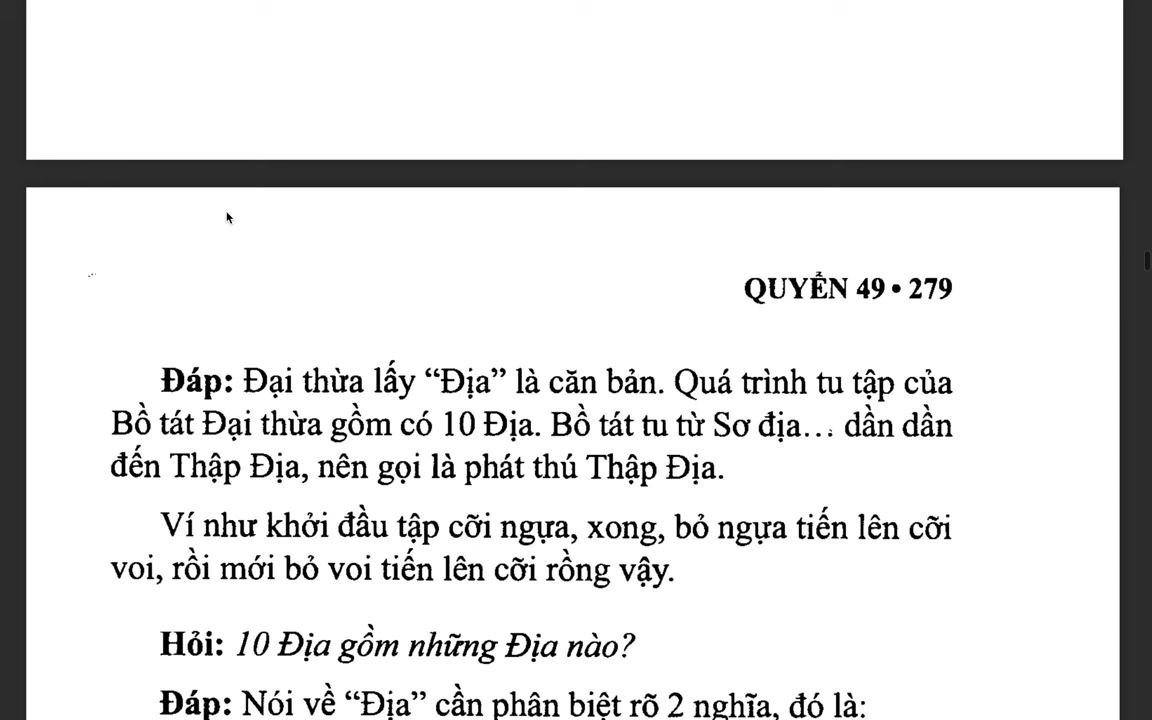 QUYỂN 49 • 279
Đáp: Đại thừa lấy “Địa” là căn bản. Quá trình tu tập của
Bồ tát Đại thừa gồm có 10 Địa. Bồ tát tu từ Sơ địa... dần dần
đến Thập Địa, nên gọi là phát thú Thập Địa.
Ví như khởi đầu tập cỡi ngựa, xong, bỏ ngựa tiến lên cỡi
voi, rồi mới bỏ voi tiến lên cỡi rồng vậy.
Hỏi: 10 Địa gồm những Địa nào?
Đáp: Nói về “Địa” cần phân biệt rõ 2 nghĩa, đó là: